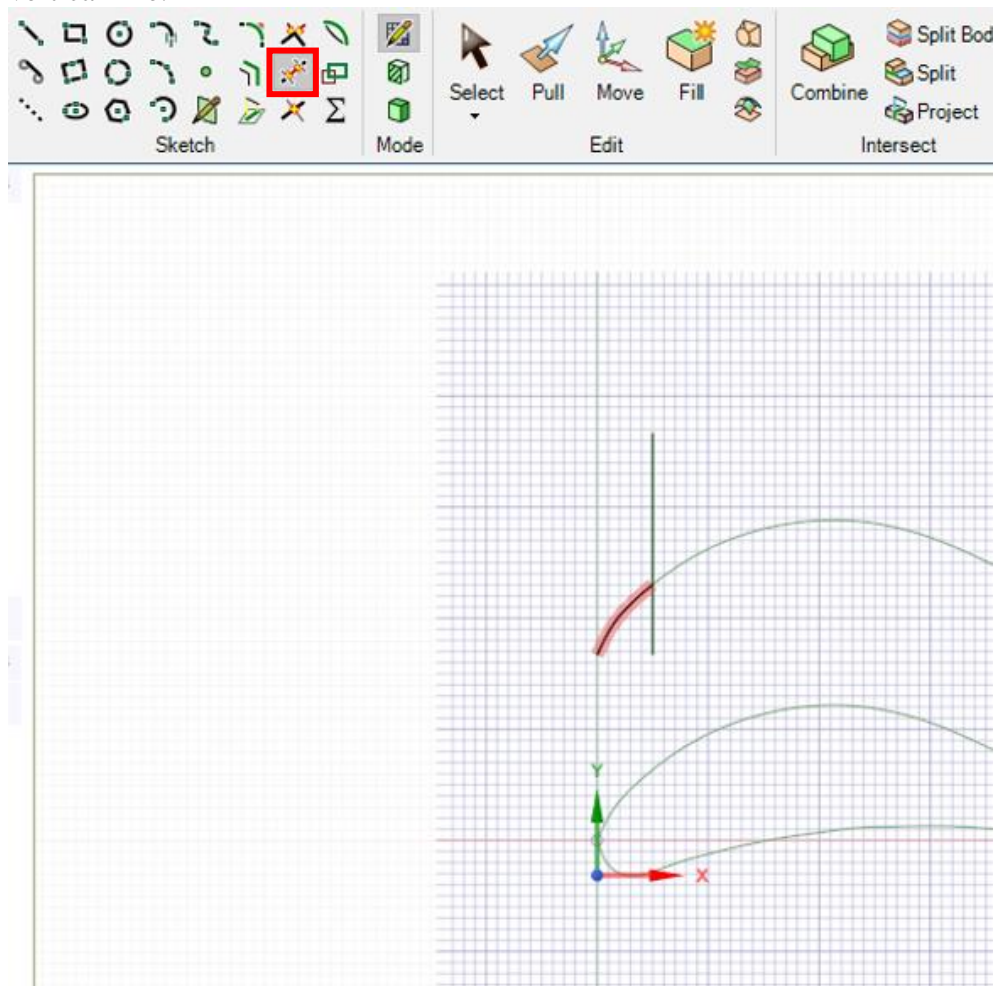 Split Bod
Split
Select Pull Move Fill Combine
Project
Sketch Mode Edit Intersect
Y
X